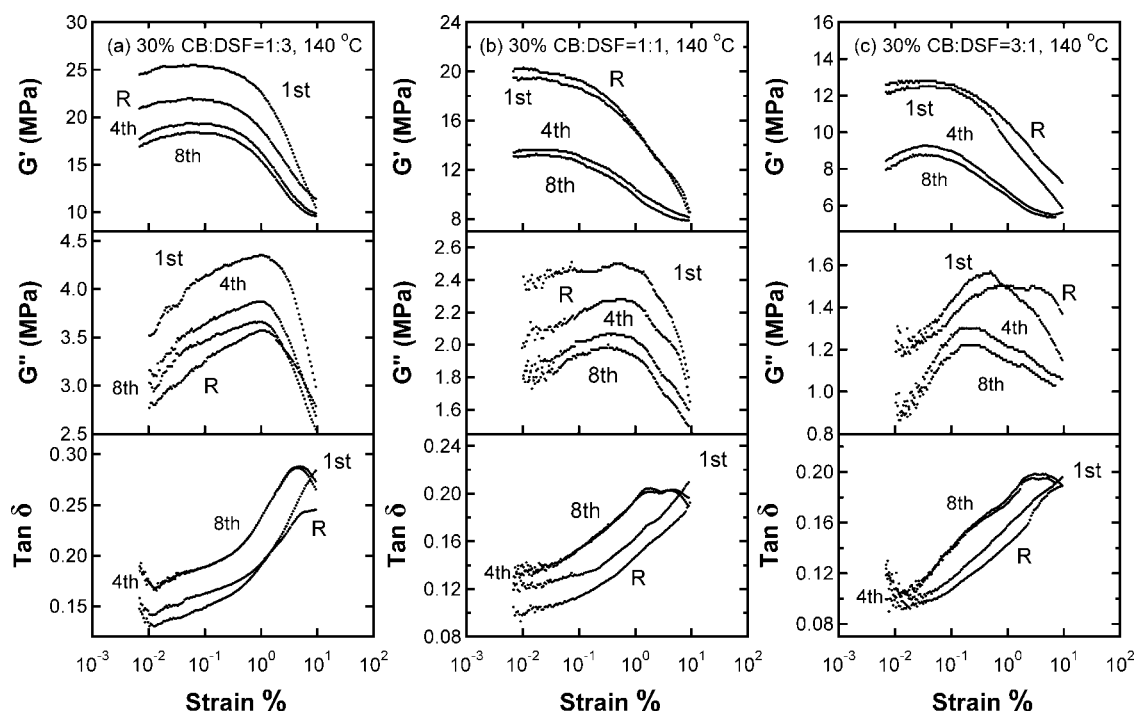 (a) 30% CB:DSF=1:3, 140 °C
G' (MPa)
30
25
20
15
10
1st
R
4th
8th
G'' (MPa)
4.5
4.0
3.5
3.0
2.5
1st
4th
8th
R
Tan δ
0.30
0.25
0.20
0.15
1st
8th
R
4th
10⁻³ 10⁻² 10⁻¹ 10⁰ 10¹ 10²
Strain %
(b) 30% CB:DSF=1:1, 140 °C
G' (MPa)
24
20
16
12
8
R
1st
4th
8th
G'' (MPa)
2.6
2.4
2.2
2.0
1.8
1.6
1st
R
4th
8th
Tan δ
0.24
0.20
0.16
0.12
0.08
1st
8th
4th
R
10⁻³ 10⁻² 10⁻¹ 10⁰ 10¹ 10²
Strain %
(c) 30% CB:DSF=3:1, 140 °C
G' (MPa)
16
14
12
10
8
6
1st
R
4th
8th
G'' (MPa)
1.6
1.4
1.2
1.0
0.8
1st
R
4th
8th
Tan δ
0.20
0.16
0.12
0.08
1st
8th
R
4th
10⁻³ 10⁻² 10⁻¹ 10⁰ 10¹ 10²
Strain %